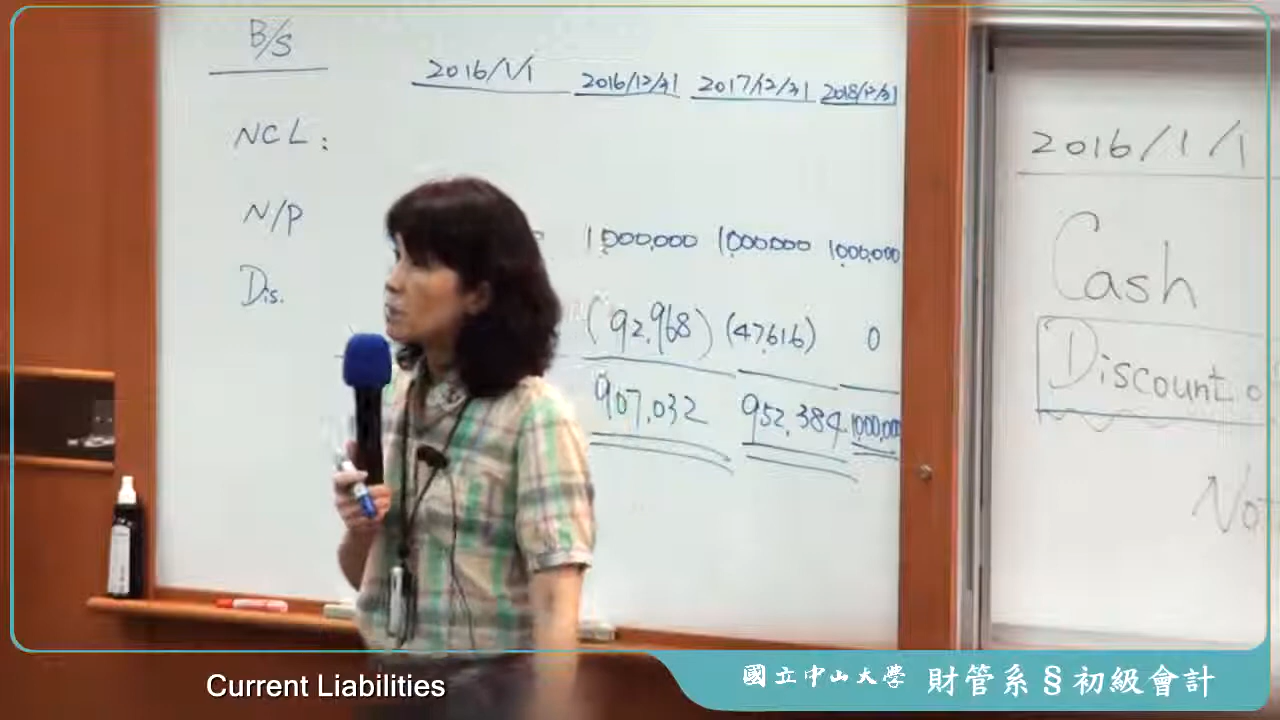 B/S
2016/1/1 2016/12/31 2017/12/31 2018/12/31
NCL:
N/P 1,000,000 1,000,000 1,000,000
Dis. (92,968) (47,616) 0
907,032 952,384 1,000,000
2016/1/1
Cash
Discount o
Not
Current Liabilities
國立中山大學 財管系§初級會計